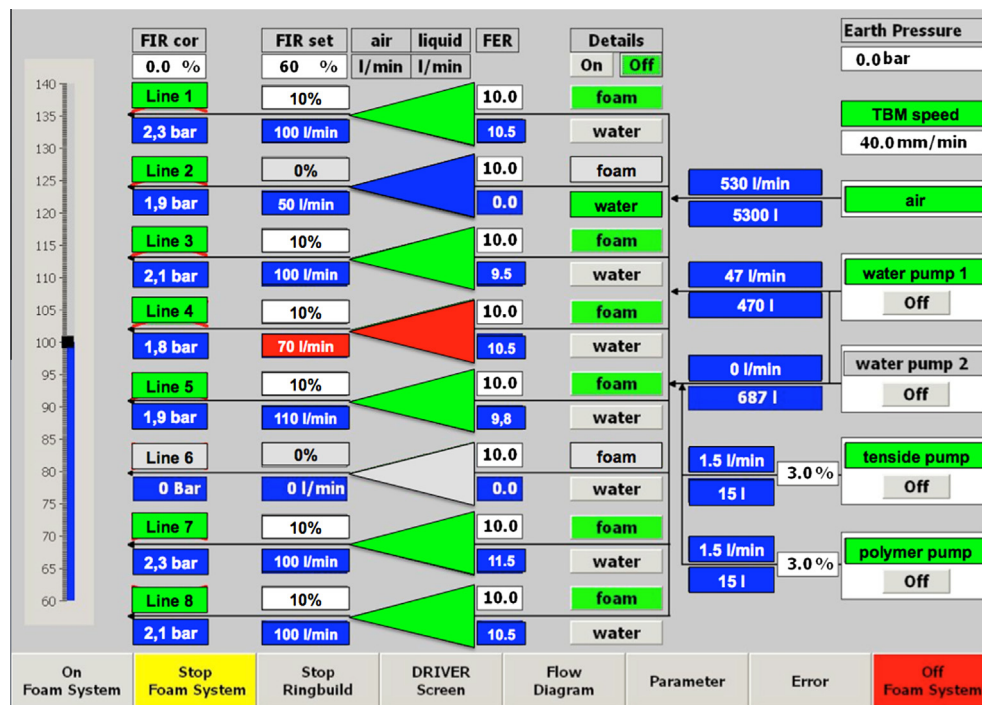 FIR cor FIR set air liquid FER Details Earth Pressure
0.0 % 60 % l/min l/min On Off 0.0 bar
140
135
130
125
120
115
110
105
100
95
90
85
80
75
70
65
60
Line 1 10% 10.0 foam
2,3 bar 100 l/min 10.5 water
Line 2 0% 10.0 foam
1,9 bar 50 l/min 0.0 water
Line 3 10% 10.0 foam
2,1 bar 100 l/min 9.5 water
Line 4 10% 10.0 foam
1,8 bar 70 l/min 10.5 water
Line 5 10% 10.0 foam
1,9 bar 110 l/min 9,8 water
Line 6 0% 10.0 foam
0 Bar 0 l/min 0.0 water
Line 7 10% 10.0 foam
2,3 bar 100 l/min 11.5 water
Line 8 10% 10.0 foam
2,1 bar 100 l/min 10.5 water
TBM speed
40.0 mm/min
530 l/min
5300 l
air
47 l/min
470 l
water pump 1
Off
0 l/min
687 l
water pump 2
Off
1.5 l/min
15 l
3.0 %
tenside pump
Off
1.5 l/min
15 l
3.0 %
polymer pump
Off
On Stop Stop DRIVER Flow Parameter Error Off
Foam System Foam System Ringbuild Screen Diagram Foam System